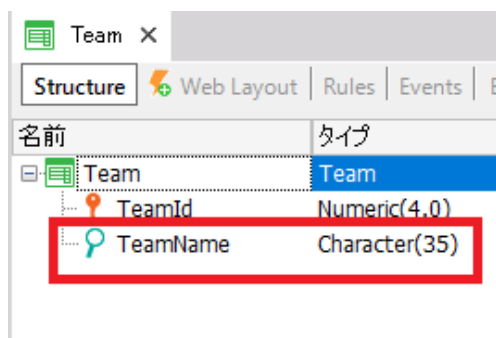 Team ✕
Structure Web Layout Rules Events
名前 タイプ
Team Team
TeamId Numeric(4.0)
TeamName Character(35)